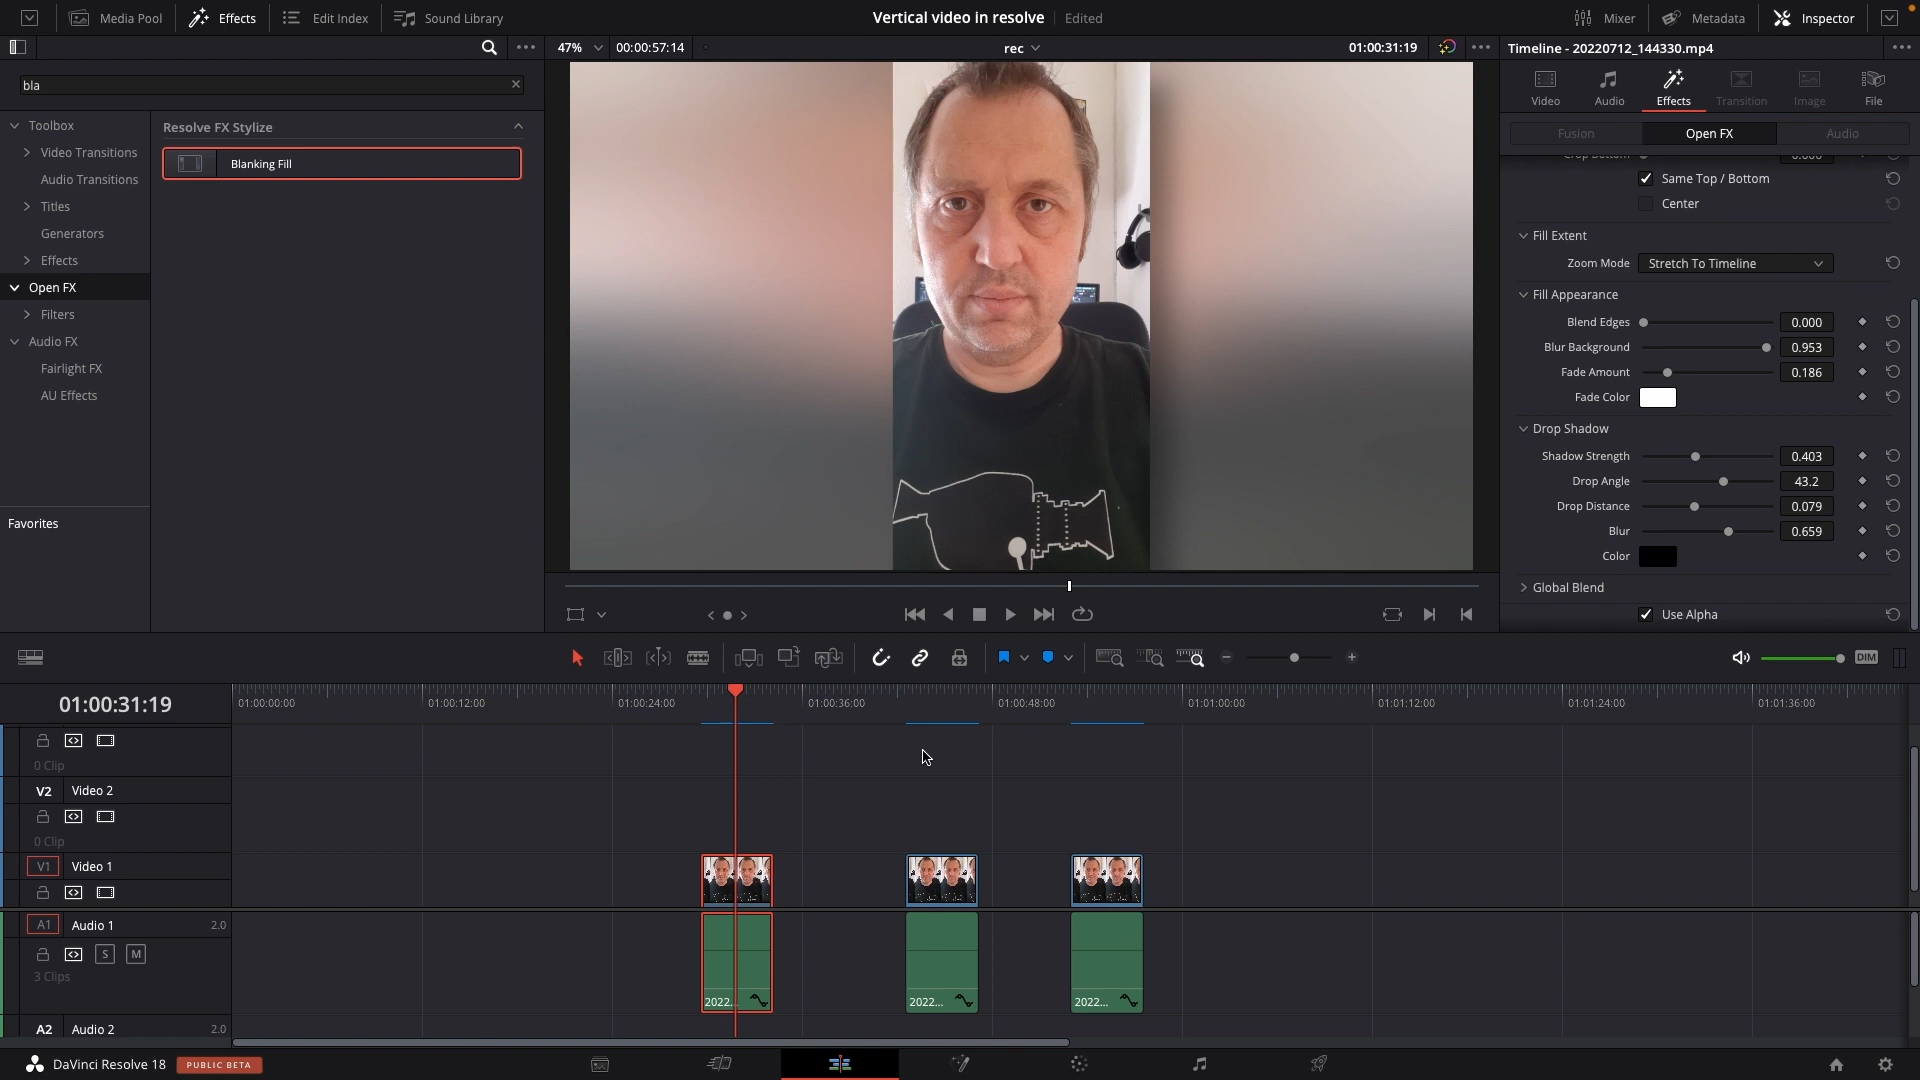 Media Pool
Effects
Edit Index
Sound Library
Vertical video in resolve
Edited
Mixer
Metadata
Inspector
47%
00:00:57:14
rec
01:00:31:19
Timeline - 20220712_144330.mp4
bla
Toolbox
Video Transitions
Audio Transitions
Titles
Generators
Effects
Open FX
Filters
Audio FX
Fairlight FX
AU Effects
Favorites
Resolve FX Stylize
Blanking Fill
Video
Audio
Effects
Transition
Image
File
Fusion
Open FX
Audio
Crop Bottom 0.000
Same Top / Bottom
Center
Fill Extent
Zoom Mode Stretch To Timeline
Fill Appearance
Blend Edges 0.000
Blur Background 0.953
Fade Amount 0.186
Fade Color
Drop Shadow
Shadow Strength 0.403
Drop Angle 43.2
Drop Distance 0.079
Blur 0.659
Color
Global Blend
Use Alpha
DIM
01:00:31:19
01:00:00:00
01:00:12:00
01:00:24:00
01:00:36:00
01:00:48:00
01:01:00:00
01:01:12:00
01:01:24:00
01:01:36:00
0 Clip
V2 Video 2
0 Clip
V1 Video 1
A1 Audio 1 2.0
S M
3 Clips
2022...
2022...
2022...
A2 Audio 2 2.0
DaVinci Resolve 18
PUBLIC BETA